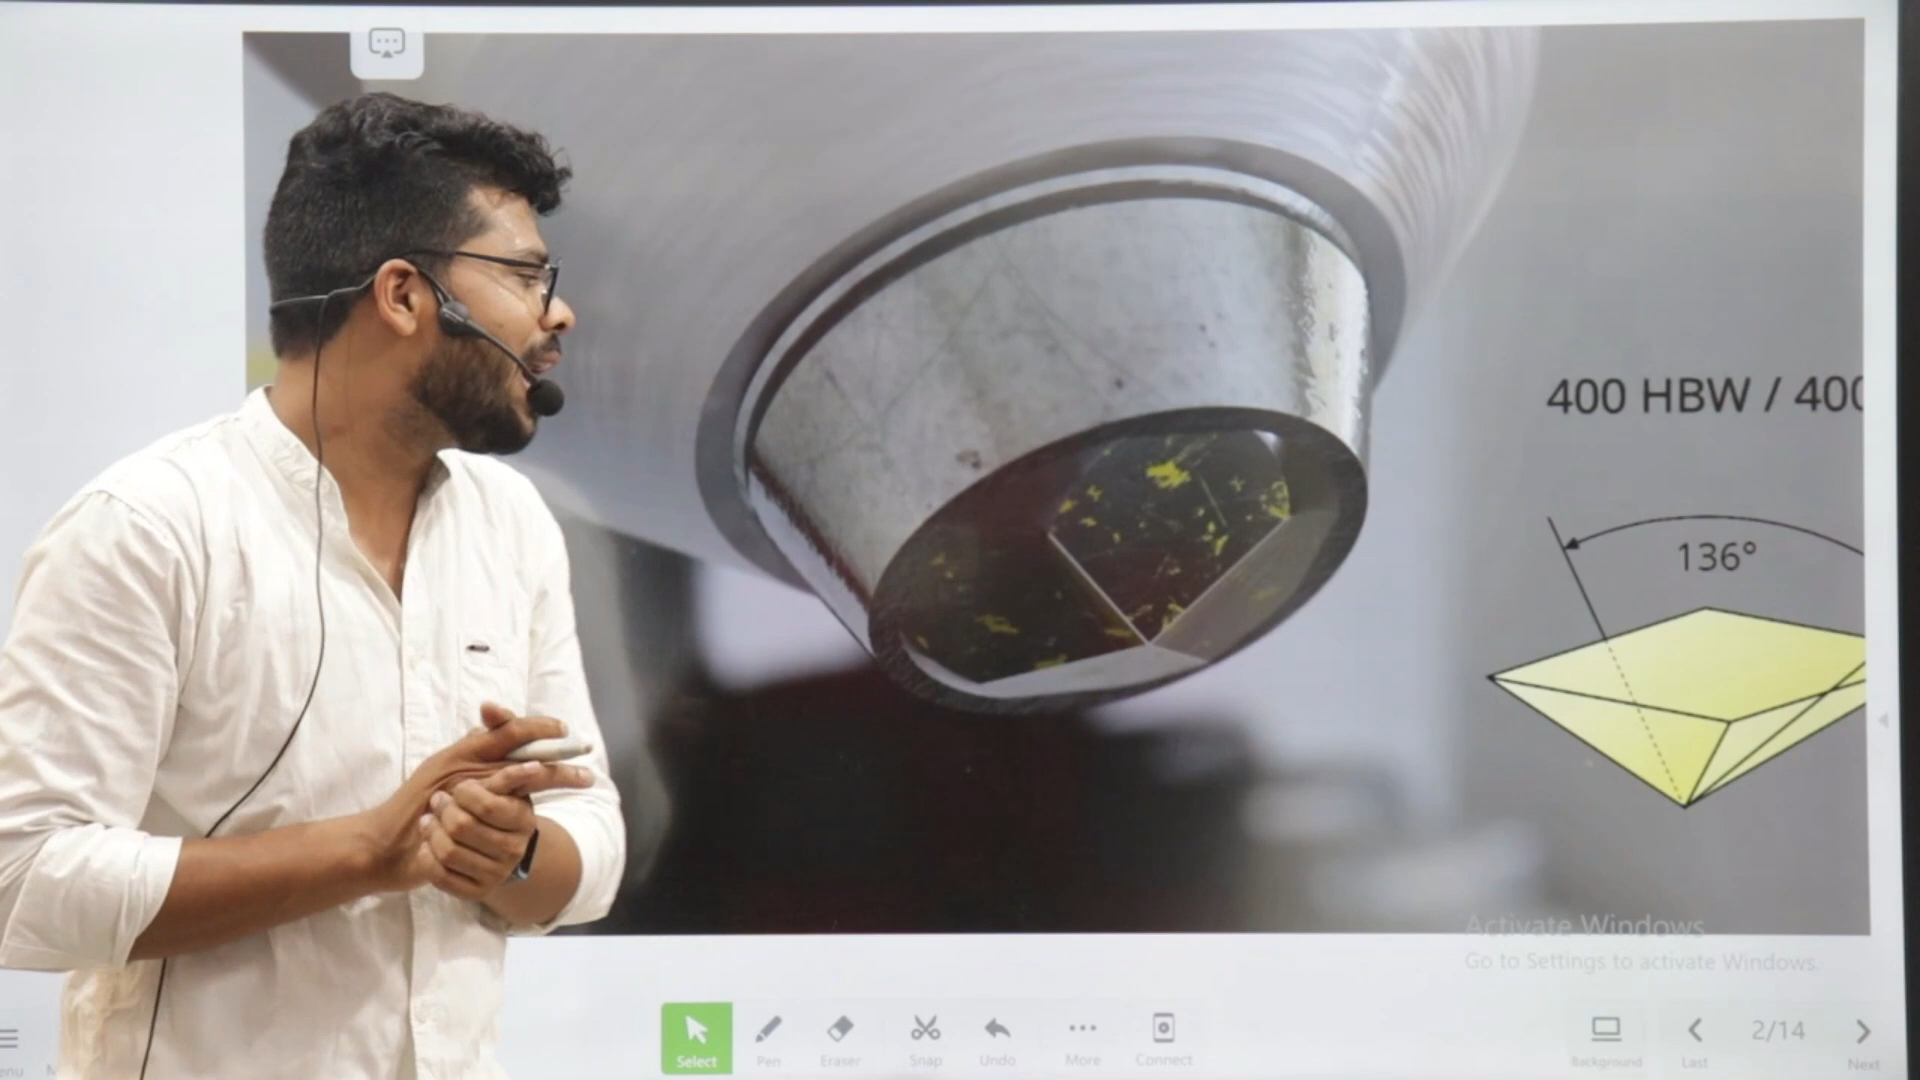 400 HBW / 400
136°
Activate Windows
Go to Settings to activate Windows.
Select
Pen
Eraser
Snap
Undo
More
Connect
Background
Last
2/14
Next